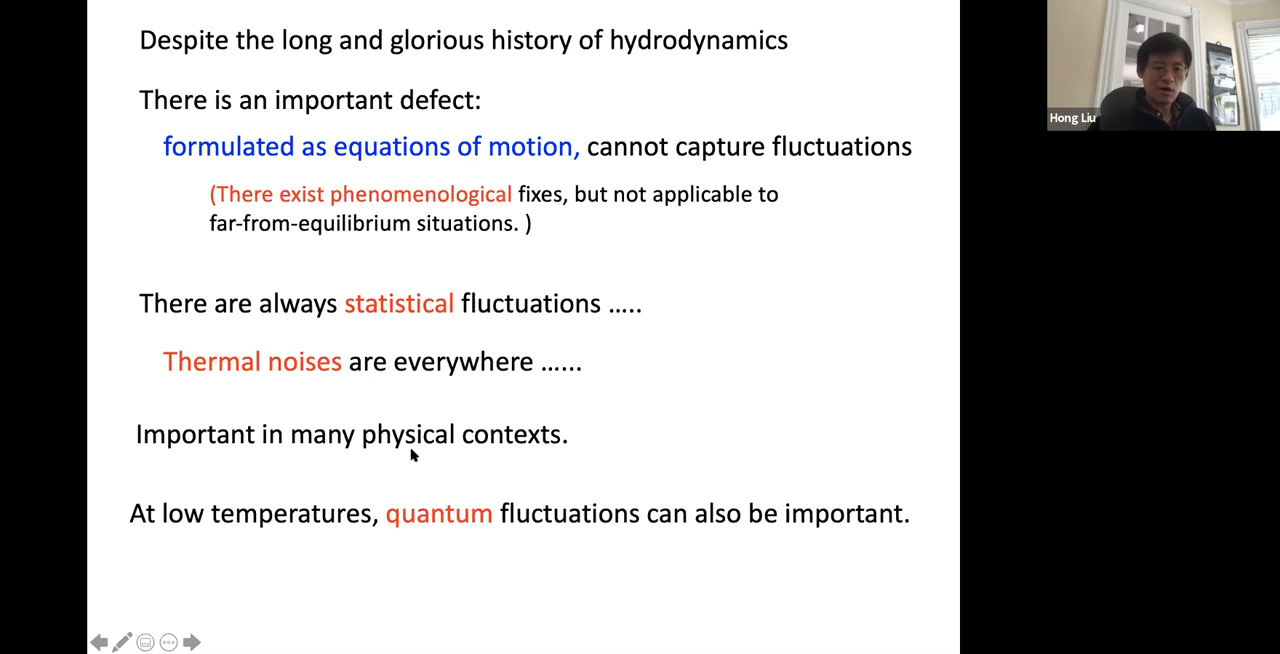 Despite the long and glorious history of hydrodynamics
There is an important defect:
formulated as equations of motion, cannot capture fluctuations
(There exist phenomenological fixes, but not applicable to
far-from-equilibrium situations. )
There are always statistical fluctuations .....
Thermal noises are everywhere ......
Important in many physical contexts.
At low temperatures, quantum fluctuations can also be important.
Hong Liu